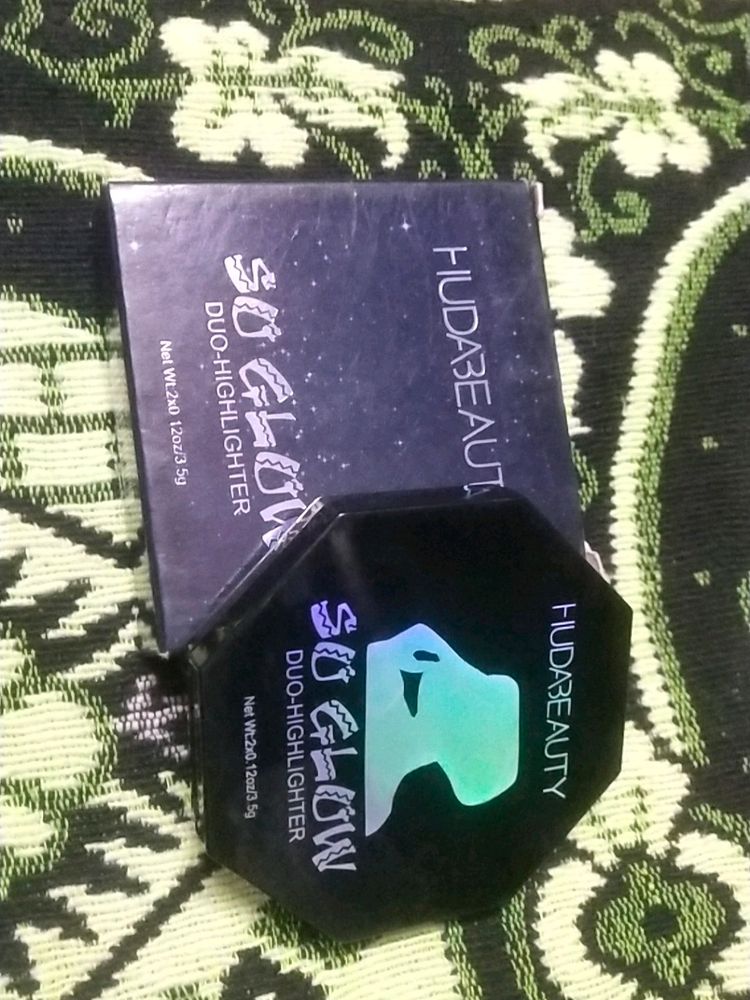 HUDABEAUTY
SO GLOW
DUO-HIGHLIGHTER
Net Wt:2x0.12oz/3.5g
HUDABEAUTY
SO GLOW
DUO-HIGHLIGHTER
Net Wt:2x0.12oz/3.5g